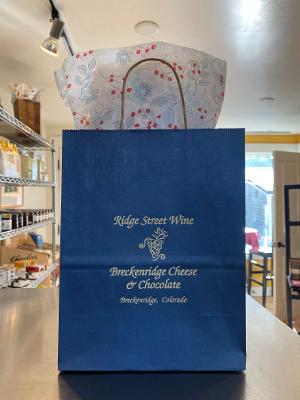 Ridge Street Wine
Breckenridge Cheese
& Chocolate
Breckenridge, Colorado